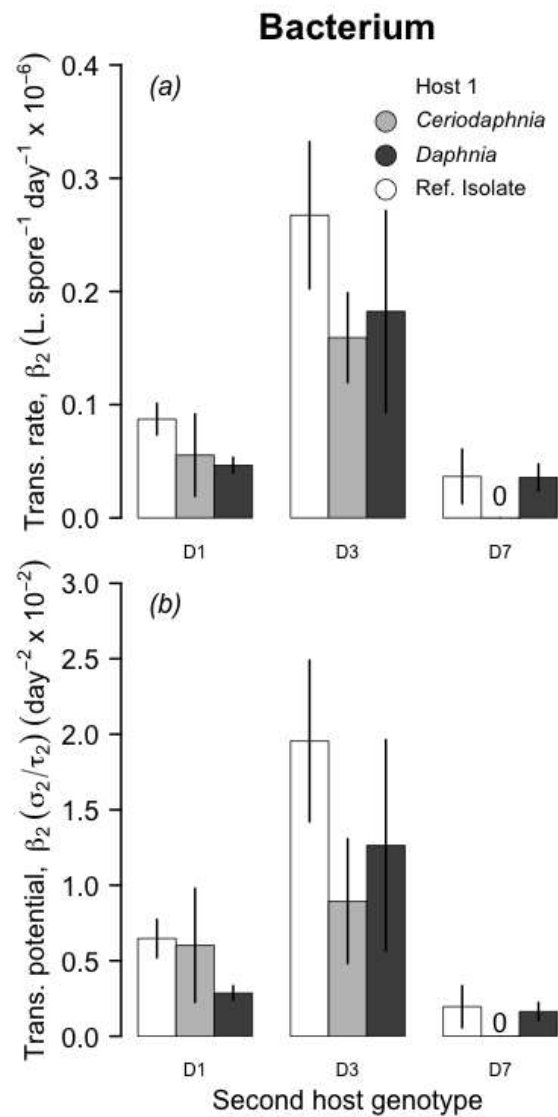 Bacterium
Trans. rate, β₂ (L. spore⁻¹ day⁻¹ x 10⁻⁶)
0.4
0.3
0.2
0.1
0.0
(a)
Host 1
Ceriodaphnia
Daphnia
Ref. Isolate
0
D1 D3 D7
Trans. potential, β₂ (σ₂/τ₂) (day⁻² x 10⁻²)
3.0
2.5
2.0
1.5
1.0
0.5
0.0
(b)
0
D1 D3 D7
Second host genotype